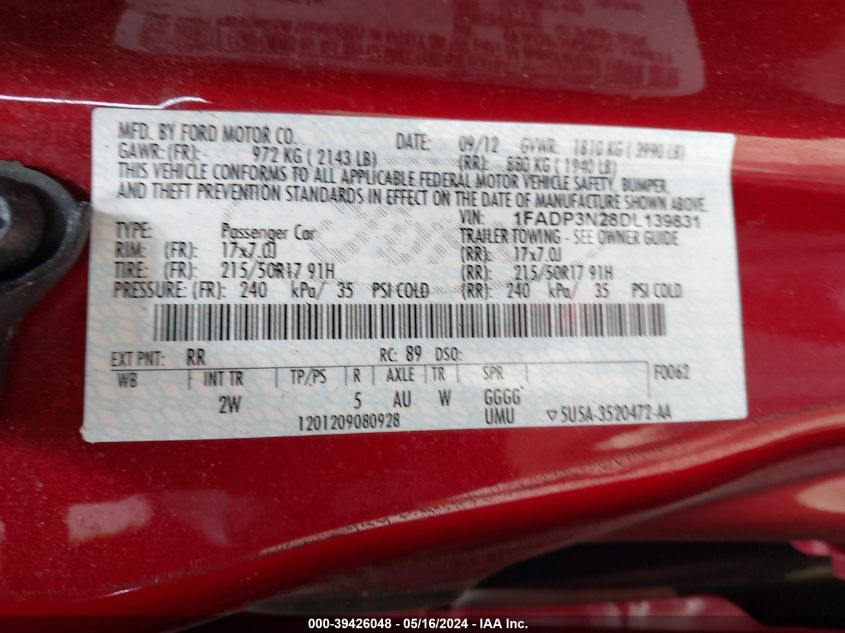 MFD. BY FORD MOTOR CO. DATE: 09/12 GVWR: 1810 KG ( 3990 LB)
GAWR:(FR): 972 KG ( 2143 LB) (RR): 880 KG ( 1940 LB)
THIS VEHICLE CONFORMS TO ALL APPLICABLE FEDERAL MOTOR VEHICLE SAFETY, BUMPER,
AND THEFT PREVENTION STANDARDS IN EFFECT ON THE DATE OF MANUFACTURE SHOWN ABOVE.
VIN: 1FADP3N28DL139831
TYPE: Passenger Car TRAILER TOWING - SEE OWNER GUIDE
RIM: (FR): 17x7.0J (RR): 17x7.0J
TIRE: (FR): 215/50R17 91H (RR): 215/50R17 91H
PRESSURE: (FR): 240 kPa/ 35 PSI COLD (RR): 240 kPa/ 35 PSI COLD
EXT PNT: RR RC: 89 DSO: F0062
WB INT TR TP/PS R AXLE TR SPR
2W 5 AU W GGGG
1201209080928 UMU ▽5U5A-3520472-AA
000-39426048 - 05/16/2024 - IAA Inc.